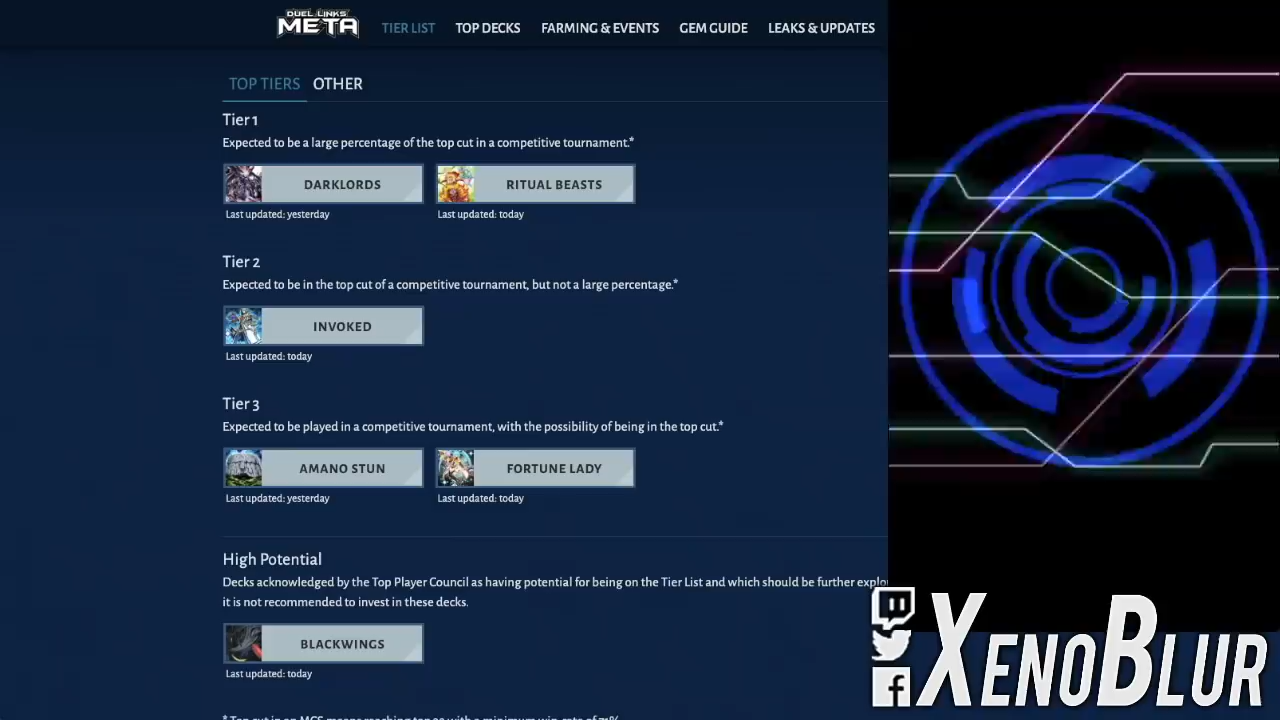 DUEL LINKS
META
TIER LIST TOP DECKS FARMING & EVENTS GEM GUIDE LEAKS & UPDATES
TOP TIERS OTHER
Tier 1
Expected to be a large percentage of the top cut in a competitive tournament.*
DARKLORDS RITUAL BEASTS
Last updated: yesterday Last updated: today
Tier 2
Expected to be in the top cut of a competitive tournament, but not a large percentage.*
INVOKED
Last updated: today
Tier 3
Expected to be played in a competitive tournament, with the possibility of being in the top cut.*
AMANO STUN FORTUNE LADY
Last updated: yesterday Last updated: today
High Potential
Decks acknowledged by the Top Player Council as having potential for being on the Tier List and which should be further explo
it is not recommended to invest in these decks.
BLACKWINGS
Last updated: today
XENOBLUR